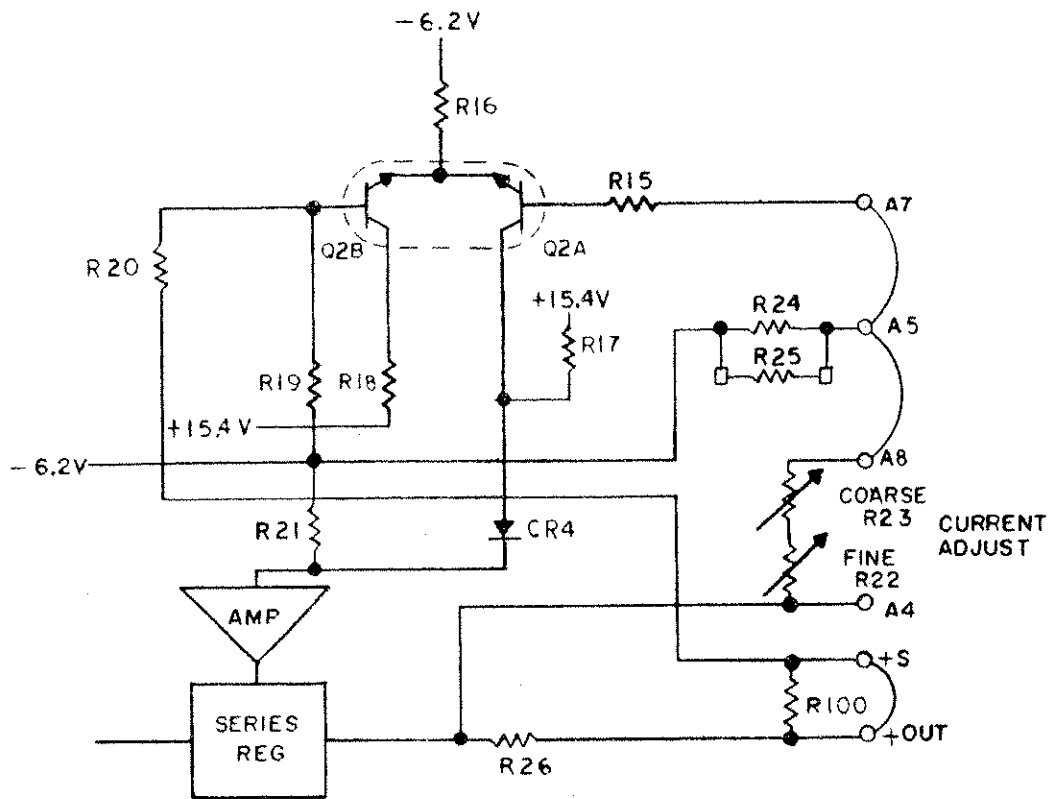 -6.2V
R16
R15
A7
Q2B
Q2A
R20
+15.4V
R24
A5
R17
R25
R19
R18
+15.4V
-6.2V
A8
COARSE
R23
CURRENT
ADJUST
R21
CR4
FINE
R22
AMP
A4
+S
R100
SERIES
REG
+OUT
R26